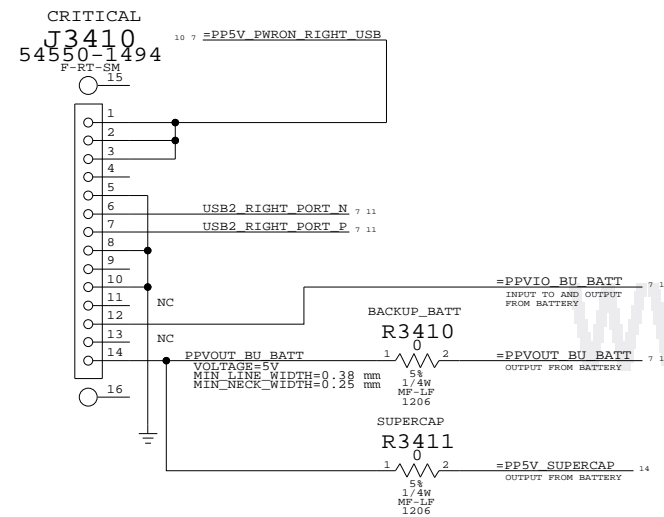 CRITICAL
J3410
54550-1494
F-RT-SM
15
10 7 =PP5V_PWRON_RIGHT_USB
1
2
3
4
5
6 USB2_RIGHT_PORT_N 7 11
7 USB2_RIGHT_PORT_P 7 11
8
9
10
11 NC
12
13 NC
14
16
=PPVIO_BU_BATT 7 1
INPUT TO AND OUTPUT
FROM BATTERY
BACKUP_BATT
R3410
0
PPVOUT_BU_BATT 1 2 =PPVOUT_BU_BATT 7 1
VOLTAGE=5V
MIN_LINE_WIDTH=0.38 mm
MIN_NECK_WIDTH=0.25 mm
OUTPUT FROM BATTERY
5%
1/4W
MF-LF
1206
SUPERCAP
R3411
0
1 2 =PP5V_SUPERCAP 14
OUTPUT FROM BATTERY
5%
1/4W
MF-LF
1206